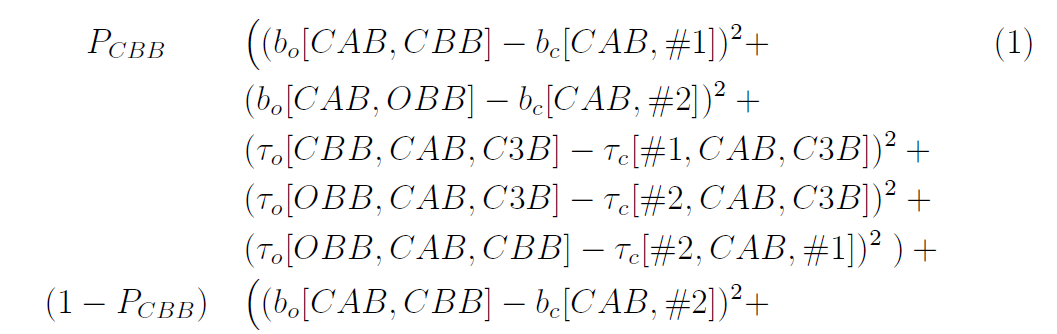 P_{CBB} ((b_o[CAB, CBB] − b_c[CAB, #1])^2+ (1)
(b_o[CAB, OBB] − b_c[CAB, #2])^2 +
(τ_o[CBB, CAB, C3B] − τ_c[#1, CAB, C3B])^2 +
(τ_o[OBB, CAB, C3B] − τ_c[#2, CAB, C3B])^2 +
(τ_o[OBB, CAB, CBB] − τ_c[#2, CAB, #1])^2 ) +
(1 − P_{CBB}) ((b_o[CAB, CBB] − b_c[CAB, #2])^2+